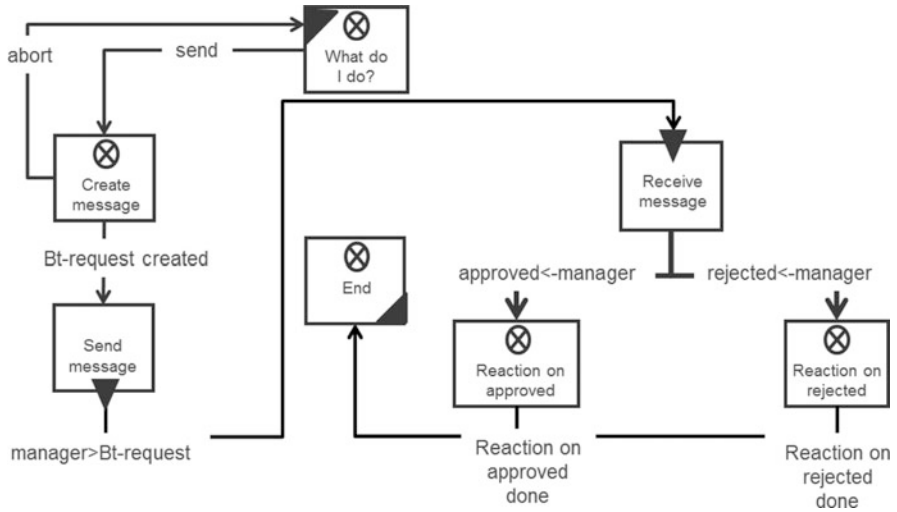 abort
send
What do
I do?
Create
message
Receive
message
Bt-request created
End
approved<-manager
rejected<-manager
Send
message
Reaction on
approved
Reaction on
rejected
manager>Bt-request
Reaction on
approved
done
Reaction on
rejected
done